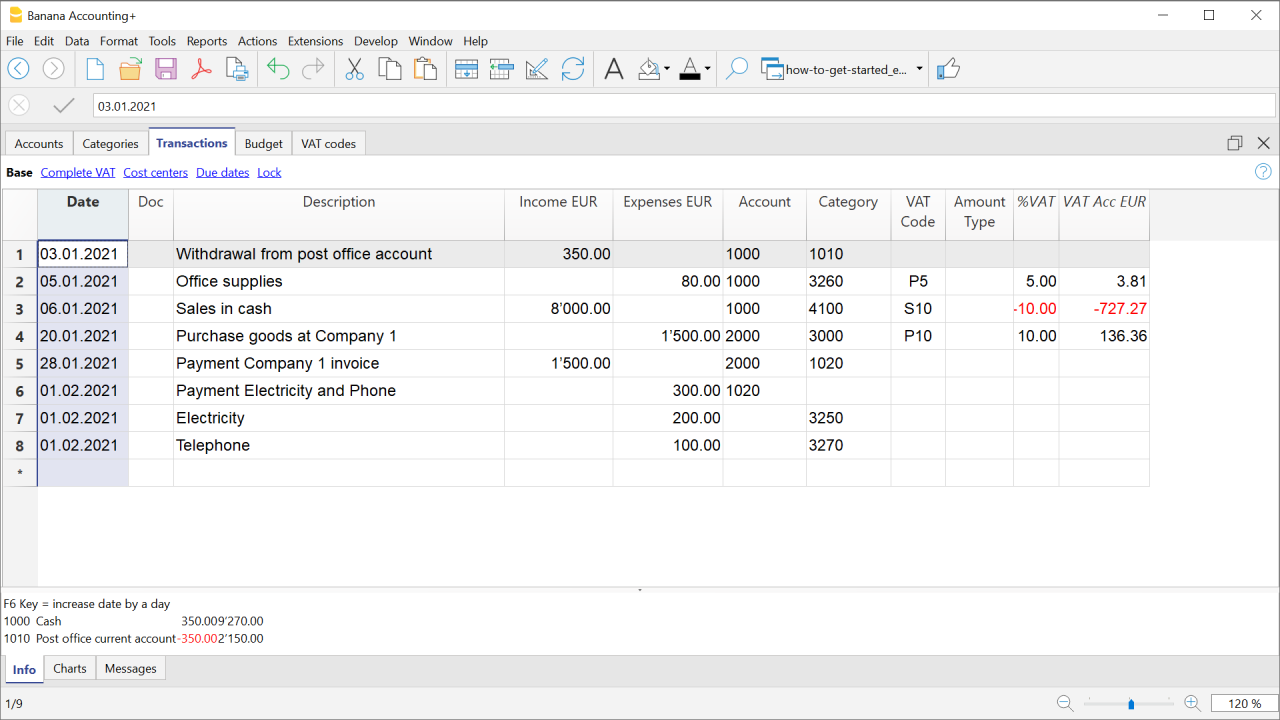 Banana Accounting+
File Edit Data Format Tools Reports Actions Extensions Develop Window Help
how-to-get-started_e...
03.01.2021
Accounts Categories Transactions Budget VAT codes
Base Complete VAT Cost centers Due dates Lock
Date Doc Description Income EUR Expenses EUR Account Category VAT Code Amount Type %VAT VAT Acc EUR
1 03.01.2021 Withdrawal from post office account 350.00 1000 1010
2 05.01.2021 Office supplies 80.00 1000 3260 P5 5.00 3.81
3 06.01.2021 Sales in cash 8’000.00 1000 4100 S10 -10.00 -727.27
4 20.01.2021 Purchase goods at Company 1 1’500.00 2000 3000 P10 10.00 136.36
5 28.01.2021 Payment Company 1 invoice 1’500.00 2000 1020
6 01.02.2021 Payment Electricity and Phone 300.00 1020
7 01.02.2021 Electricity 200.00 3250
8 01.02.2021 Telephone 100.00 3270
*
F6 Key = increase date by a day
1000 Cash 350.009’270.00
1010 Post office current account-350.002’150.00
Info Charts Messages
1/9
120 %